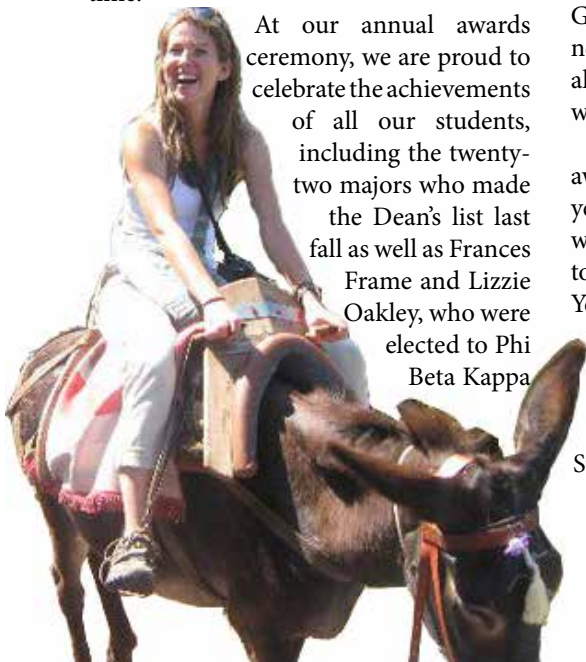 time.
At our annual awards
ceremony, we are proud to
celebrate the achievements
of all our students,
including the twenty-
two majors who made
the Dean’s list last
fall as well as Frances
Frame and Lizzie
Oakley, who were
elected to Phi
Beta Kappa